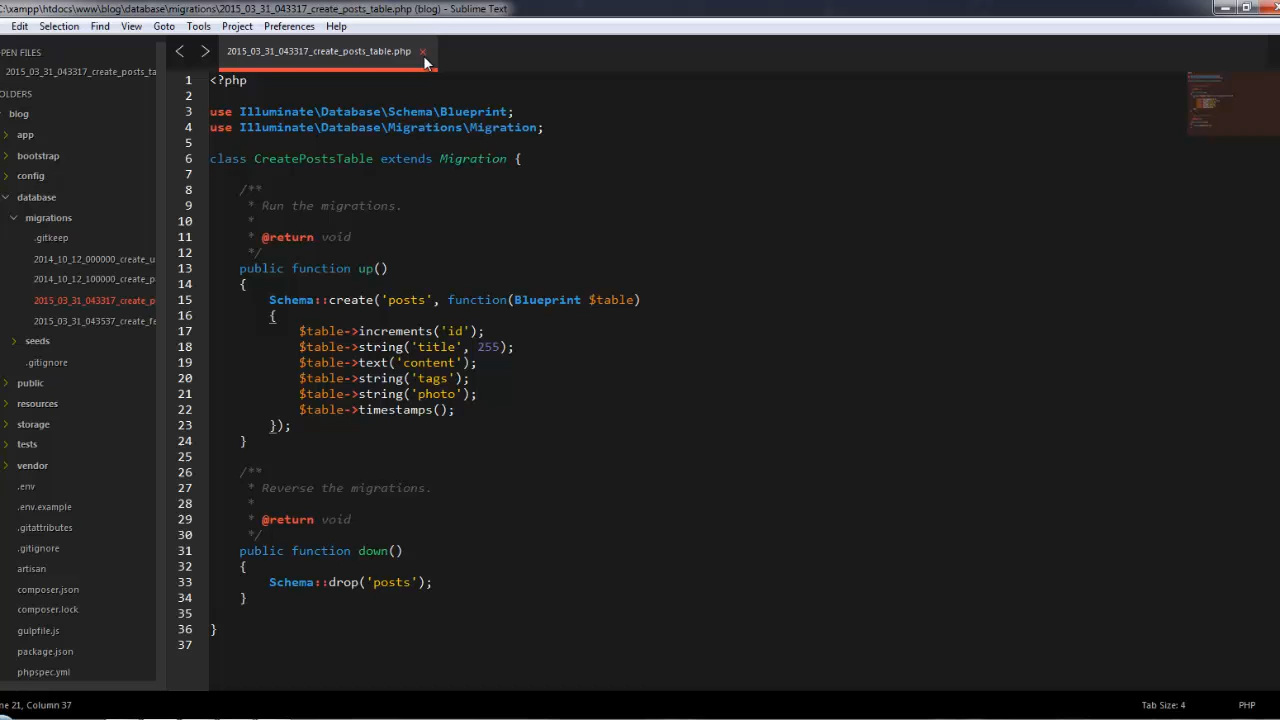 C:\xampp\htdocs\www\blog\database\migrations\2015_03_31_043317_create_posts_table.php (blog) - Sublime Text
Edit Selection Find View Goto Tools Project Preferences Help
PEN FILES
2015_03_31_043317_create_posts_ta
OLDERS
blog
app
bootstrap
config
database
migrations
.gitkeep
2014_10_12_000000_create_u
2014_10_12_100000_create_p
2015_03_31_043317_create_p
2015_03_31_043537_create_fa
seeds
.gitignore
public
resources
storage
tests
vendor
.env
.env.example
.gitattributes
.gitignore
artisan
composer.json
composer.lock
gulpfile.js
package.json
phpspec.yml
2015_03_31_043317_create_posts_table.php ×
1 <?php
2
3 use Illuminate\Database\Schema\Blueprint;
4 use Illuminate\Database\Migrations\Migration;
5
6 class CreatePostsTable extends Migration {
7
8 /**
9 * Run the migrations.
10 *
11 * @return void
12 */
13 public function up()
14 {
15 Schema::create('posts', function(Blueprint $table)
16 {
17 $table->increments('id');
18 $table->string('title', 255);
19 $table->text('content');
20 $table->string('tags');
21 $table->string('photo');
22 $table->timestamps();
23 });
24 }
25
26 /**
27 * Reverse the migrations.
28 *
29 * @return void
30 */
31 public function down()
32 {
33 Schema::drop('posts');
34 }
35
36 }
37
ne 21, Column 37
Tab Size: 4 PHP